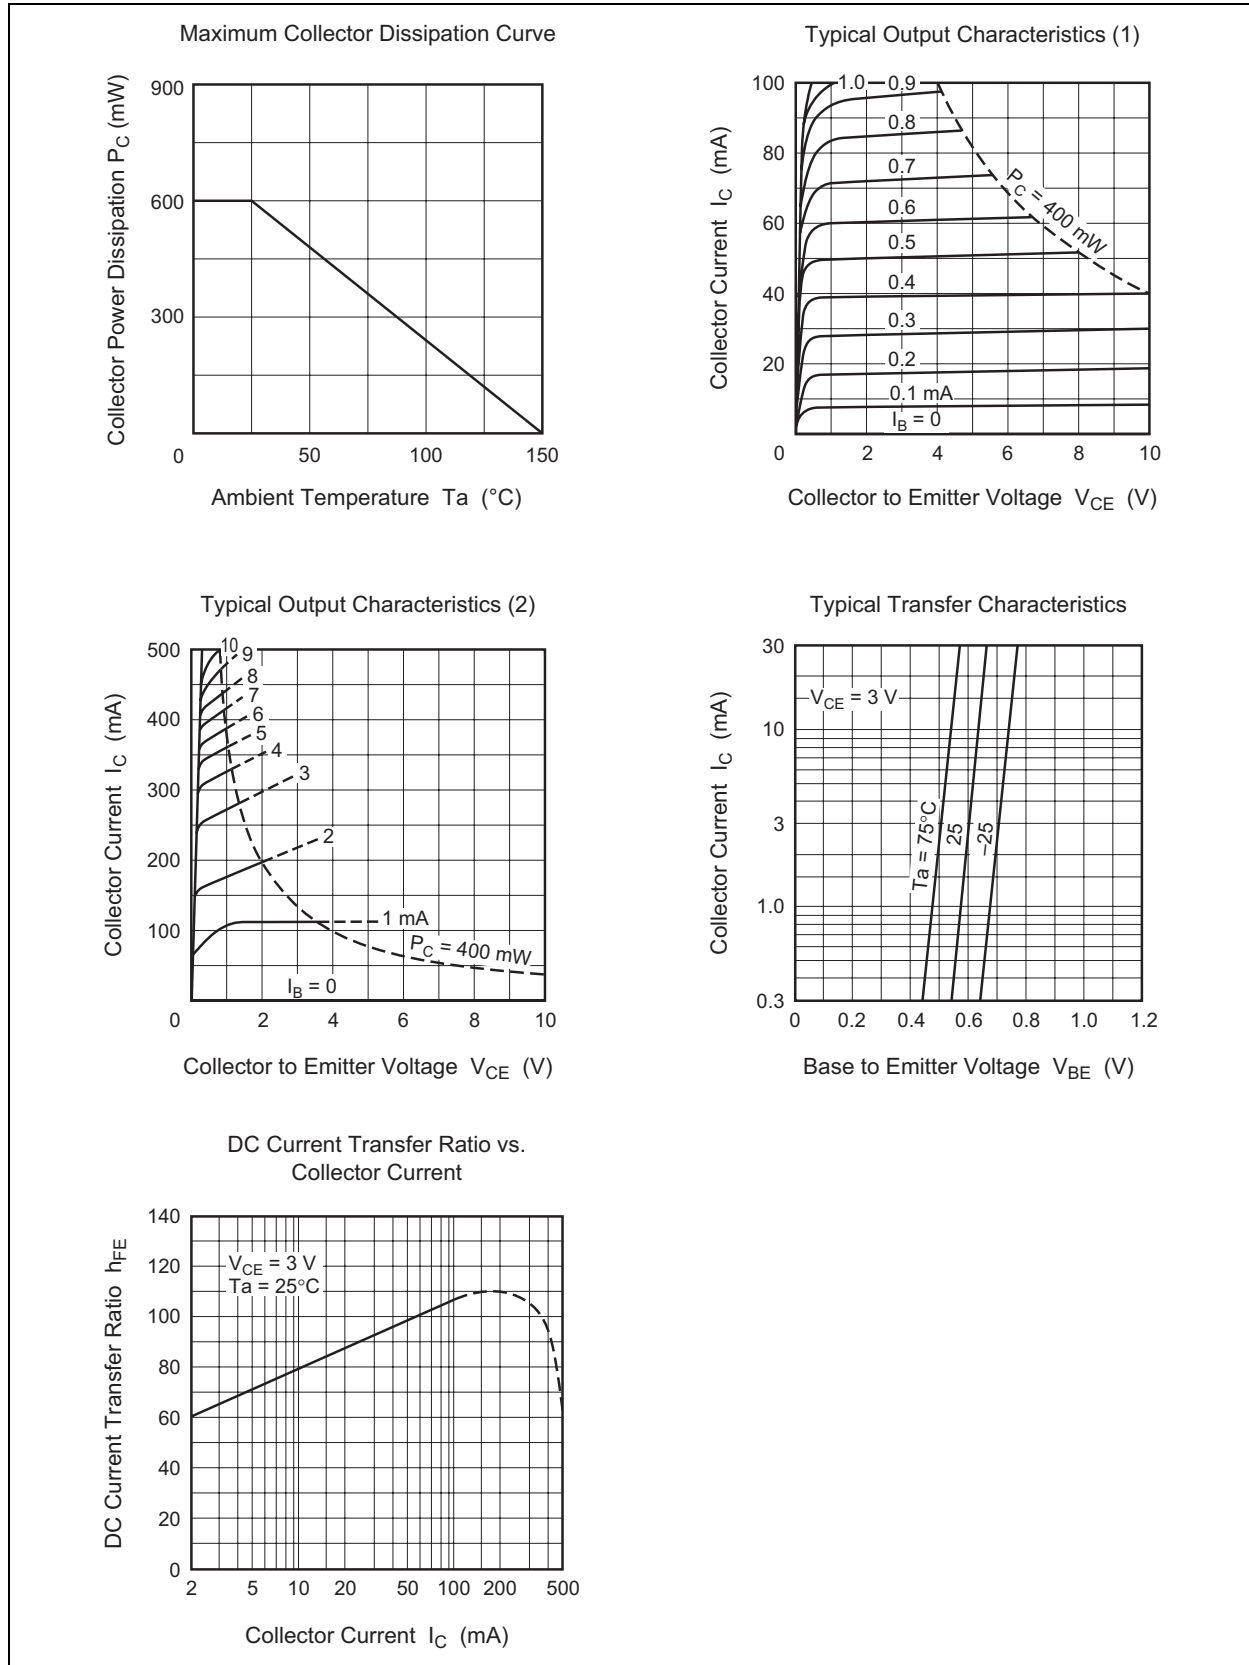 Maximum Collector Dissipation Curve
Collector Power Dissipation P_C (mW)
900
600
300
0
50
100
150
Ambient Temperature Ta (°C)
Typical Output Characteristics (1)
Collector Current I_C (mA)
100
80
60
40
20
1.0
0.9
0.8
0.7
0.6
0.5
0.4
0.3
0.2
0.1 mA
I_B = 0
P_C = 400 mW
0
2
4
6
8
10
Collector to Emitter Voltage V_CE (V)
Typical Output Characteristics (2)
Collector Current I_C (mA)
500
400
300
200
100
10
9
8
7
6
5
4
3
2
1 mA
P_C = 400 mW
I_B = 0
0
2
4
6
8
10
Collector to Emitter Voltage V_CE (V)
Typical Transfer Characteristics
Collector Current I_C (mA)
30
10
3
1.0
0.3
V_CE = 3 V
Ta = 75°C
25
–25
0
0.2
0.4
0.6
0.8
1.0
1.2
Base to Emitter Voltage V_BE (V)
DC Current Transfer Ratio vs.
Collector Current
DC Current Transfer Ratio h_FE
140
120
100
80
60
40
20
0
V_CE = 3 V
Ta = 25°C
2
5
10
20
50
100
200
500
Collector Current I_C (mA)